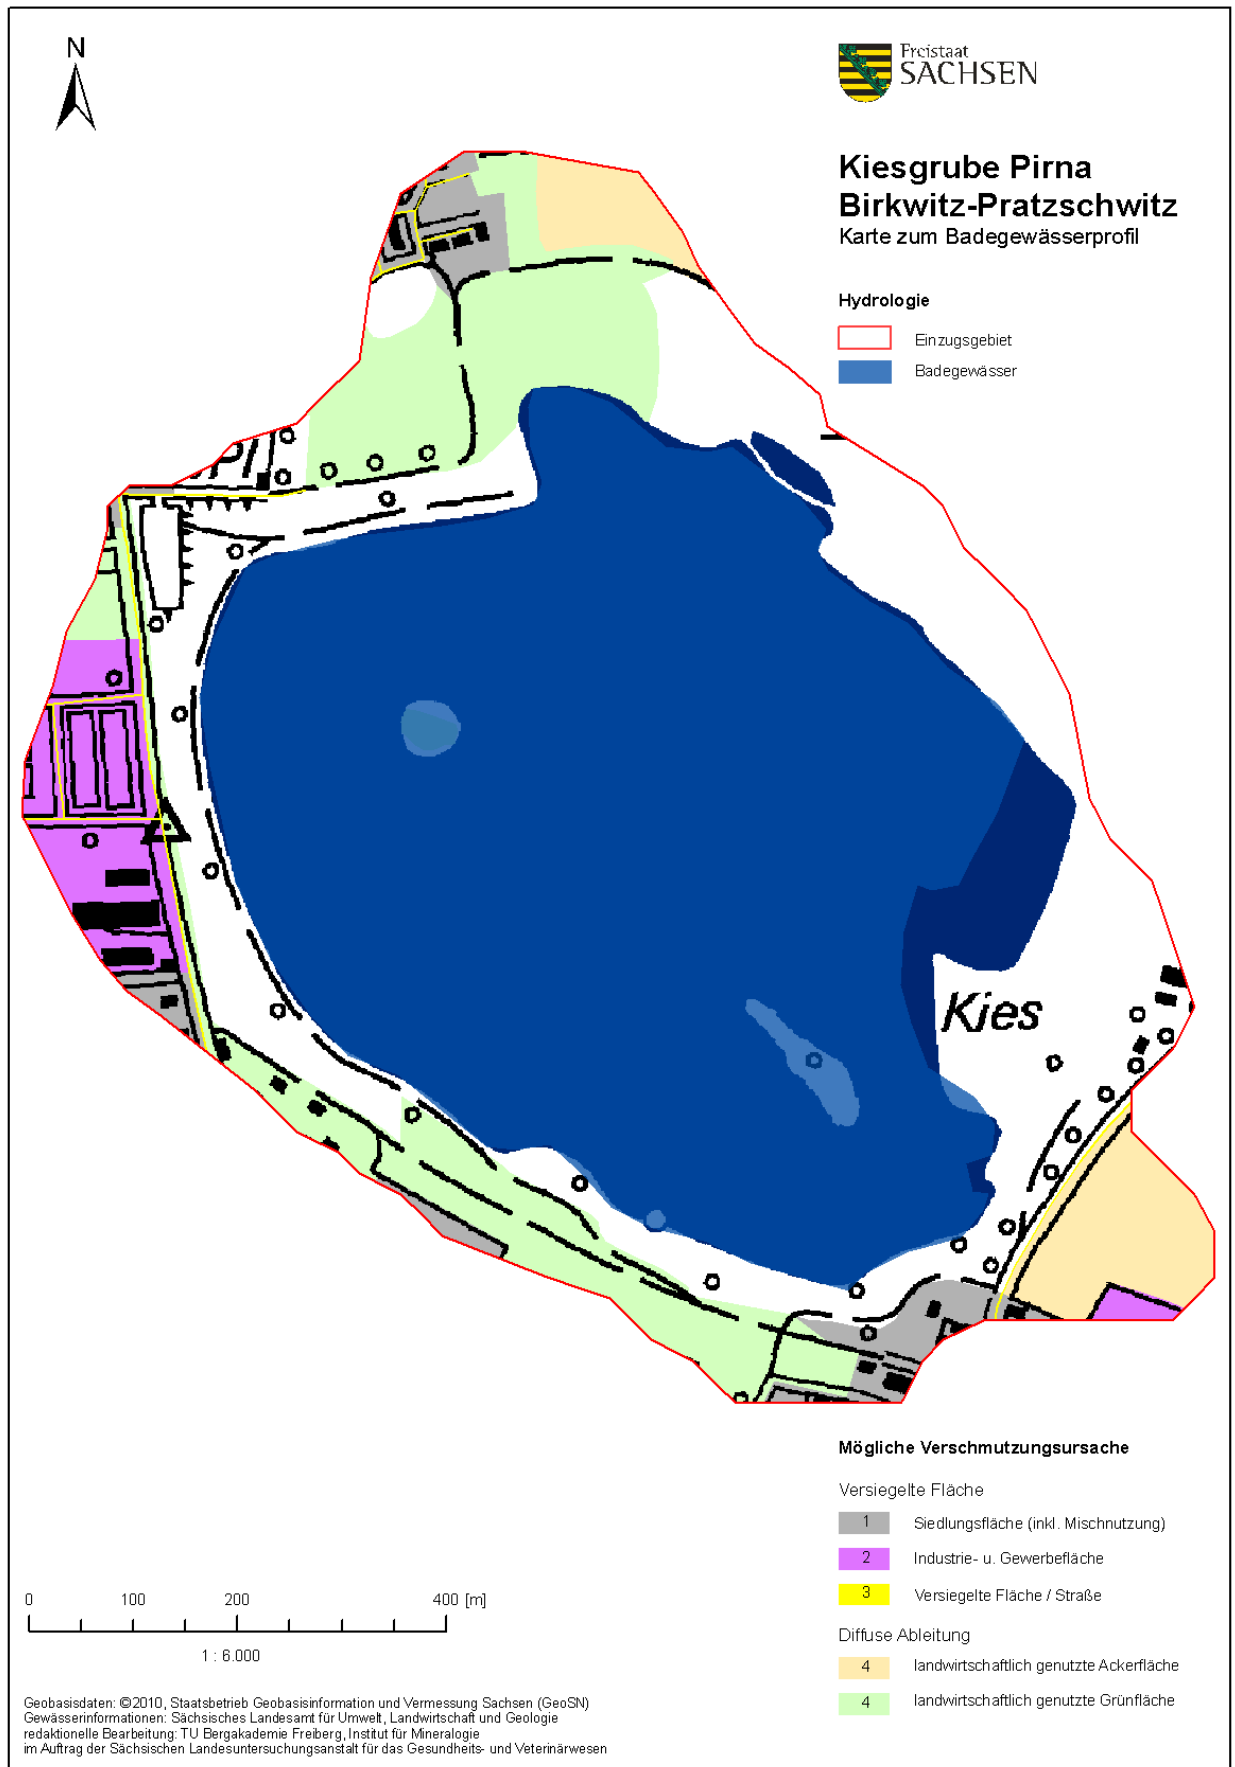 N
Freistaat
SACHSEN
Kiesgrube Pirna
Birkwitz-Pratzschwitz
Karte zum Badegewässerprofil
Hydrologie
Einzugsgebiet
Badegewässer
Kies
Mögliche Verschmutzungsursache
Versiegelte Fläche
1 Siedlungsfläche (inkl. Mischnutzung)
2 Industrie- u. Gewerbefläche
3 Versiegelte Fläche / Straße
Diffuse Ableitung
4 landwirtschaftlich genutzte Ackerfläche
4 landwirtschaftlich genutzte Grünfläche
0 100 200 400 [m]
1 : 6.000
Geobasisdaten: ©2010, Staatsbetrieb Geobasisinformation und Vermessung Sachsen (GeoSN)
Gewässerinformationen: Sächsisches Landesamt für Umwelt, Landwirtschaft und Geologie
redaktionelle Bearbeitung: TU Bergakademie Freiberg, Institut für Mineralogie
im Auftrag der Sächsischen Landesuntersuchungsanstalt für das Gesundheits- und Veterinärwesen